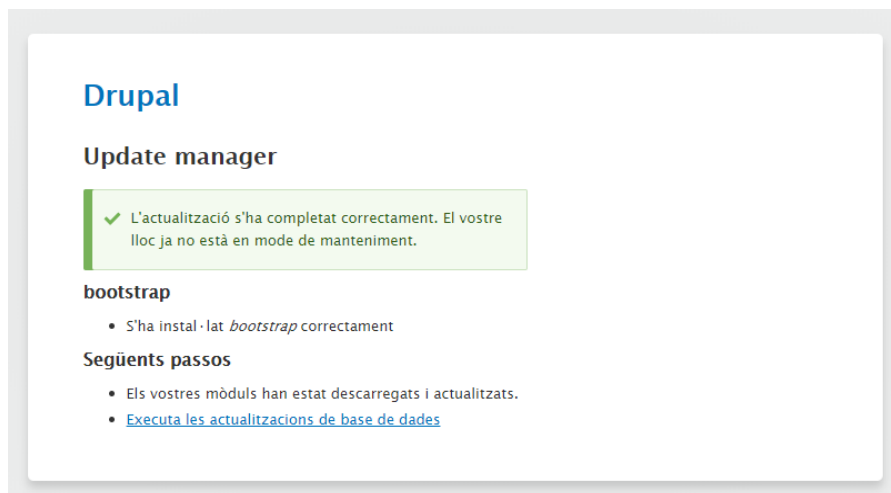 Drupal
Update manager
L'actualització s'ha completat correctament. El vostre
lloc ja no està en mode de manteniment.
bootstrap
S'ha instal·lat bootstrap correctament
Següents passos
Els vostres mòduls han estat descarregats i actualitzats.
Executa les actualitzacions de base de dades